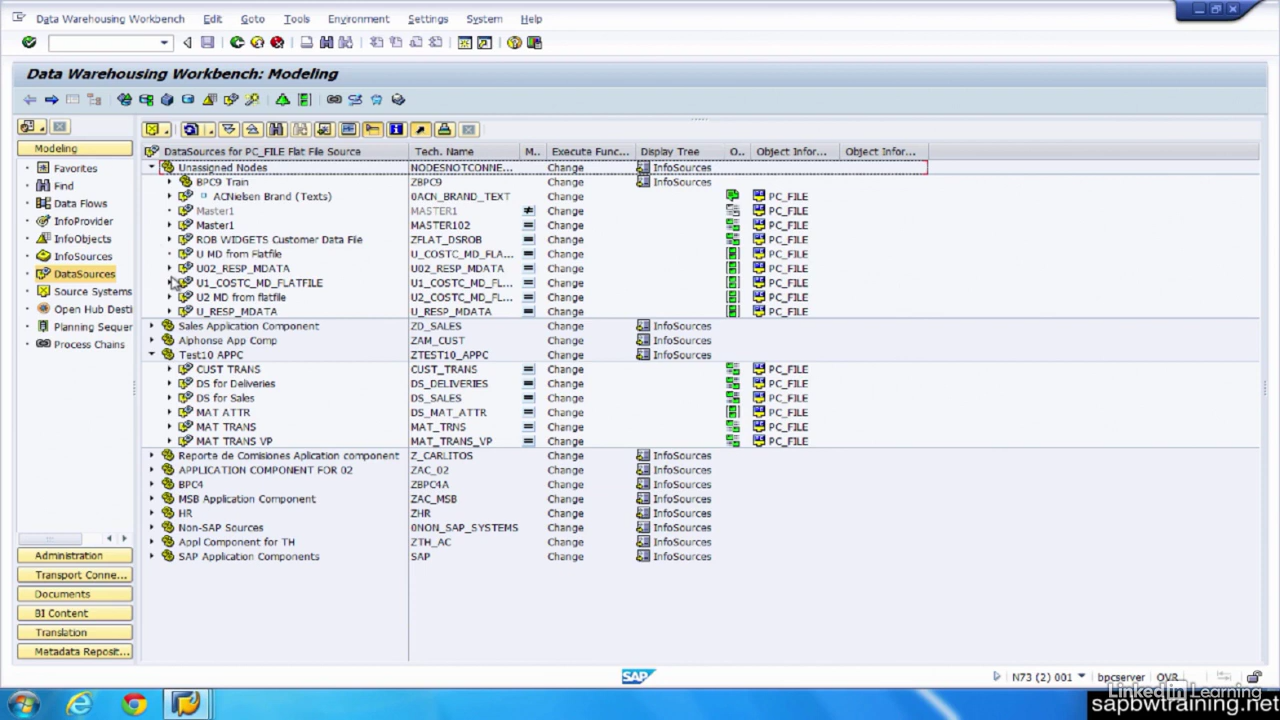 Data Warehousing Workbench Edit Goto Tools Environment Settings System Help
Data Warehousing Workbench: Modeling
Modeling
Favorites
Find
Data Flows
InfoProvider
InfoObjects
InfoSources
DataSources
Source Systems
Open Hub Desti
Planning Sequer
Process Chains
Administration
Transport Conne...
Documents
BI Content
Translation
Metadata Reposit...
DataSources for PC_FILE Flat File Source Tech. Name M.. Execute Func... Display Tree O.. Object Infor... Object Infor...
Unassigned Nodes NODESNOTCONNE... Change InfoSources
BPC9 Train ZBPC9 Change InfoSources
ACNielsen Brand (Texts) 0ACN_BRAND_TEXT Change PC_FILE
Master1 MASTER1 ≠ Change PC_FILE
Master1 MASTER102 = Change PC_FILE
ROB WIDGETS Customer Data File ZFLAT_DSROB = Change PC_FILE
U MD from Flatfile U_COSTC_MD_FLA... = Change PC_FILE
U02_RESP_MDATA U02_RESP_MDATA = Change PC_FILE
U1_COSTC_MD_FLATFILE U1_COSTC_MD_FL... = Change PC_FILE
U2 MD from flatfile U2_COSTC_MD_FL... = Change PC_FILE
U_RESP_MDATA U_RESP_MDATA = Change PC_FILE
Sales Application Component ZD_SALES Change InfoSources
Alphonse App Comp ZAM_CUST Change InfoSources
Test10 APPC ZTEST10_APPC Change InfoSources
CUST TRANS CUST_TRANS = Change PC_FILE
DS for Deliveries DS_DELIVERIES = Change PC_FILE
DS for Sales DS_SALES = Change PC_FILE
MAT ATTR DS_MAT_ATTR = Change PC_FILE
MAT TRANS MAT_TRNS = Change PC_FILE
MAT TRANS VP MAT_TRANS_VP = Change PC_FILE
Reporte de Comisiones Aplication component Z_CARLITOS Change InfoSources
APPLICATION COMPONENT FOR 02 ZAC_02 Change InfoSources
BPC4 ZBPC4A Change InfoSources
MSB Application Component ZAC_MSB Change InfoSources
HR ZHR Change InfoSources
Non-SAP Sources 0NON_SAP_SYSTEMS Change InfoSources
Appl Component for TH ZTH_AC Change InfoSources
SAP Application Components SAP Change InfoSources
SAP
N73 (2) 001 bpcserver OVR
LinkedIn Learning
sapbwtraining.net